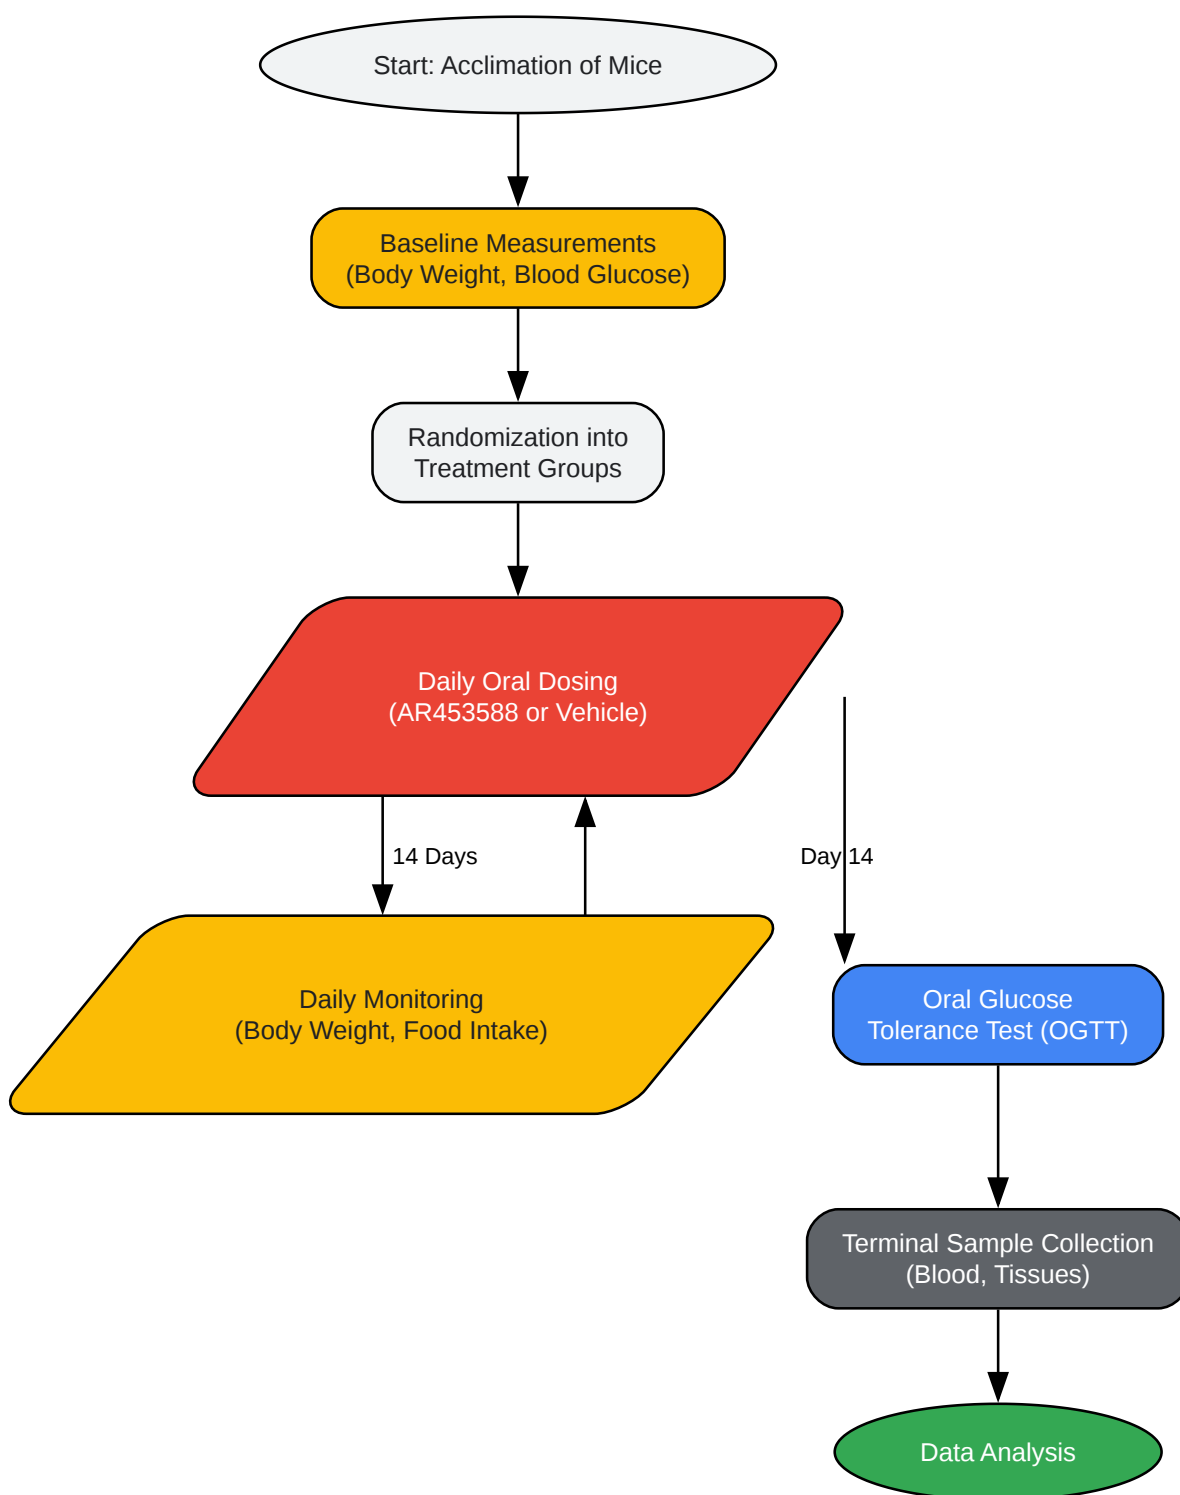 Start: Acclimation of Mice
Baseline Measurements
(Body Weight, Blood Glucose)
Randomization into
Treatment Groups
Daily Oral Dosing
(AR453588 or Vehicle)
14 Days
Day 14
Daily Monitoring
(Body Weight, Food Intake)
Oral Glucose
Tolerance Test (OGTT)
Terminal Sample Collection
(Blood, Tissues)
Data Analysis